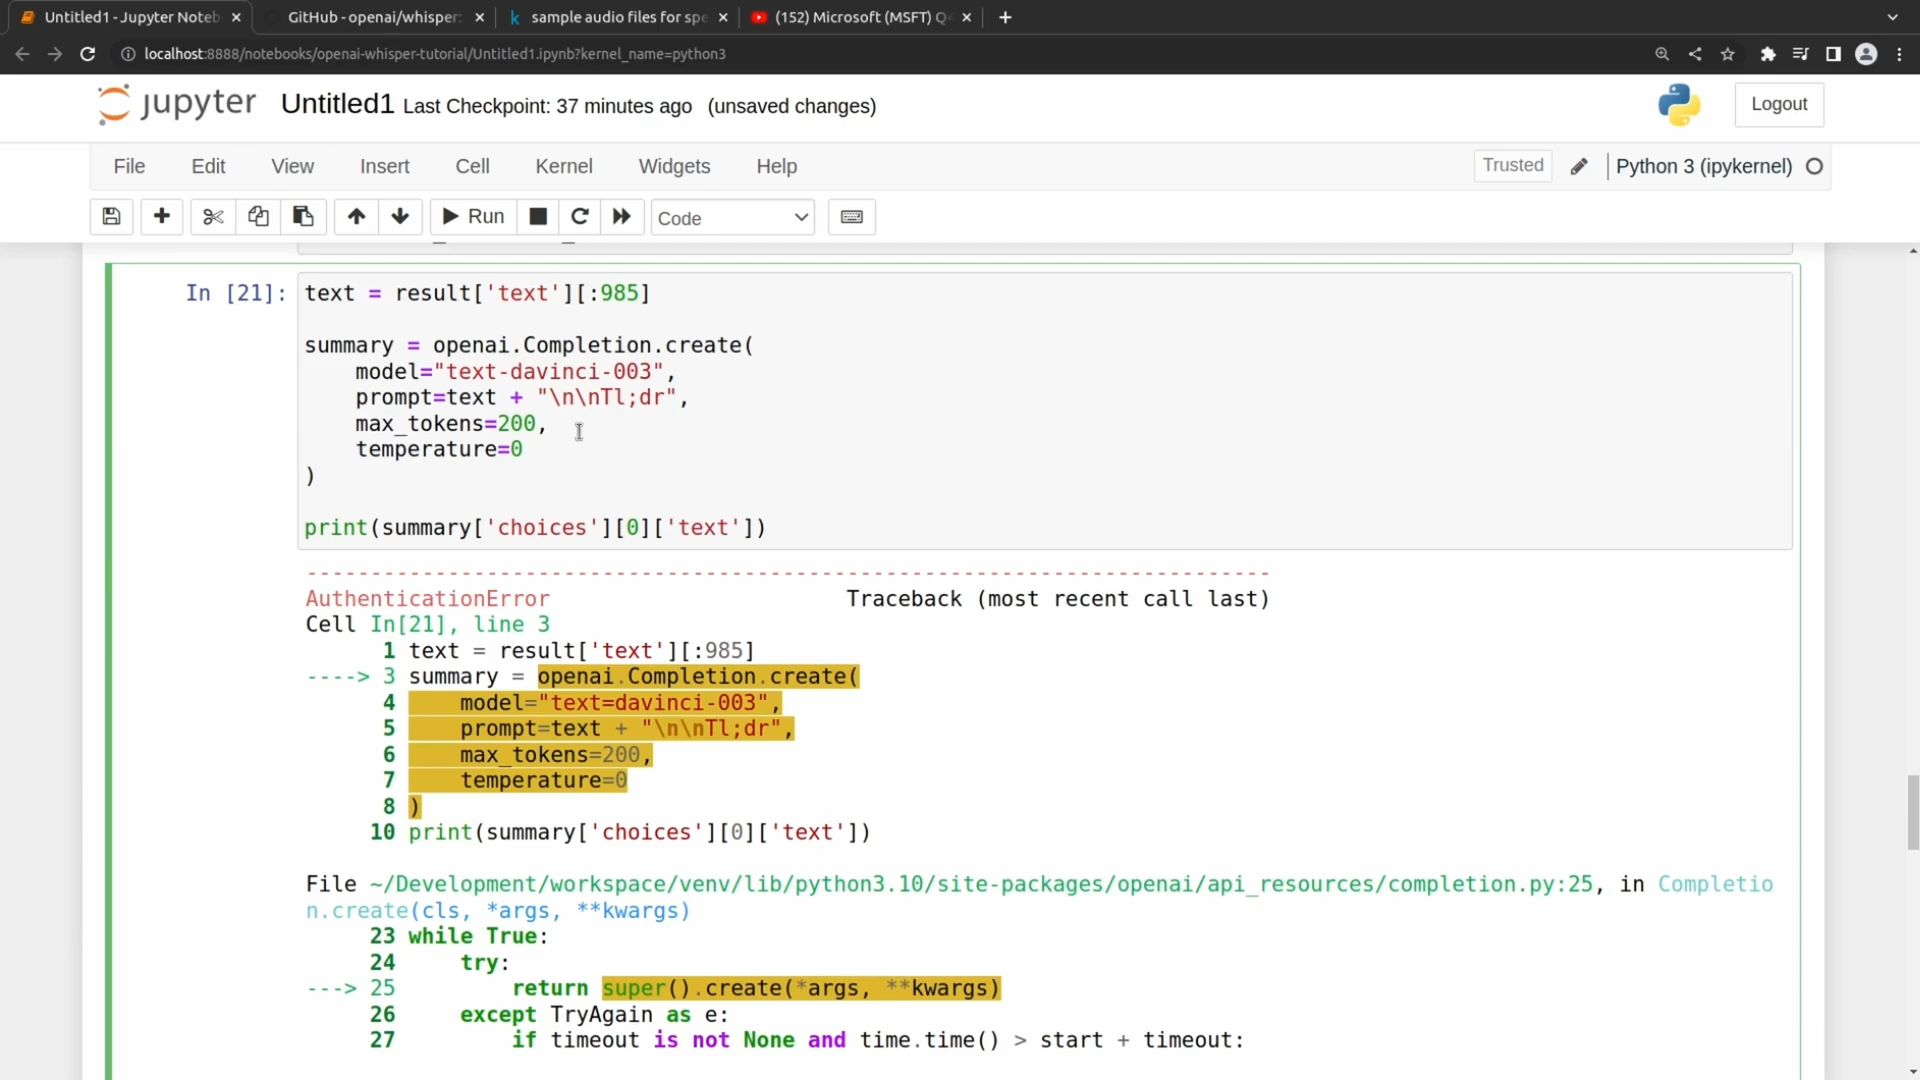 Untitled1 - Jupyter Noteb
GitHub - openai/whisper:
k sample audio files for spe
(152) Microsoft (MSFT) Q
localhost:8888/notebooks/openai-whisper-tutorial/Untitled1.ipynb?kernel_name=python3
jupyter Untitled1 Last Checkpoint: 37 minutes ago (unsaved changes)
Logout
File Edit View Insert Cell Kernel Widgets Help
Trusted
Python 3 (ipykernel)
Run
Code
In [21]:
text = result['text'][:985]
summary = openai.Completion.create(
    model="text-davinci-003",
    prompt=text + "\n\nTl;dr",
    max_tokens=200,
    temperature=0
)
print(summary['choices'][0]['text'])
---------------------------------------------------------------------------
AuthenticationError                       Traceback (most recent call last)
Cell In[21], line 3
      1 text = result['text'][:985]
----> 3 summary = openai.Completion.create(
      4     model="text=davinci-003",
      5     prompt=text + "\n\nTl;dr",
      6     max_tokens=200,
      7     temperature=0
      8 )
     10 print(summary['choices'][0]['text'])
File ~/Development/workspace/venv/lib/python3.10/site-packages/openai/api_resources/completion.py:25, in Completio
n.create(cls, *args, **kwargs)
     23 while True:
     24     try:
---> 25         return super().create(*args, **kwargs)
     26     except TryAgain as e:
     27         if timeout is not None and time.time() > start + timeout: